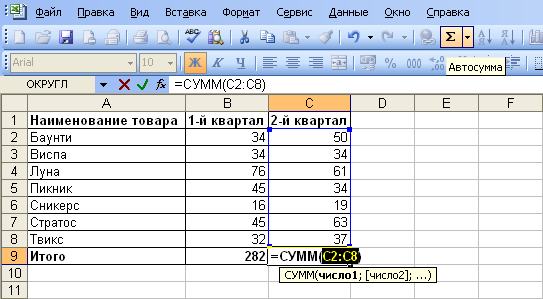 Файл Правка Вид Вставка Формат Сервис Данные Окно Справка
Arial 10 Ж К Ч % 000
Автосумма
ОКРУГЛ =СУММ(C2:C8)
A B C D E F
1 Наименование товара 1-й квартал 2-й квартал
2 Баунти 34 50
3 Виспа 34 34
4 Луна 76 61
5 Пикник 45 34
6 Сникерс 16 19
7 Стратос 45 63
8 Твикс 32 37
9 Итого 282 =СУММ(C2:C8)
10 СУММ(число1; [число2]; ...)
11